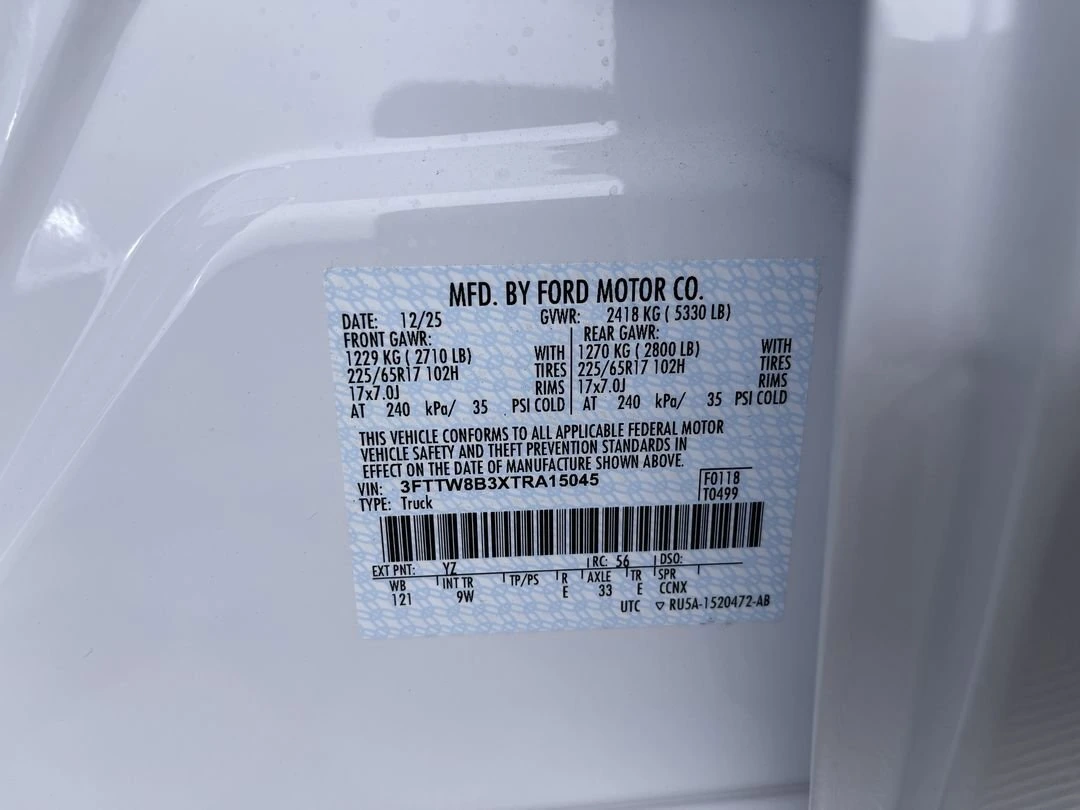 MFD. BY FORD MOTOR CO.
DATE: 12/25 GVWR: 2418 KG ( 5330 LB)
FRONT GAWR: REAR GAWR:
1229 KG ( 2710 LB) WITH 1270 KG ( 2800 LB) WITH
225/65R17 102H TIRES 225/65R17 102H TIRES
17x7.0J RIMS 17x7.0J RIMS
AT 240 kPa/ 35 PSI COLD AT 240 kPa/ 35 PSI COLD
THIS VEHICLE CONFORMS TO ALL APPLICABLE FEDERAL MOTOR
VEHICLE SAFETY AND THEFT PREVENTION STANDARDS IN
EFFECT ON THE DATE OF MANUFACTURE SHOWN ABOVE.
VIN: 3FTTW8B3XTRA15045 F0118
TYPE: Truck T0499
EXT PNT: YZ RC: 56 DSO:
WB INT TR TP/PS R AXLE TR SPR
121 9W E 33 E CCNX
UTC ▽ RU5A-1520472-AB